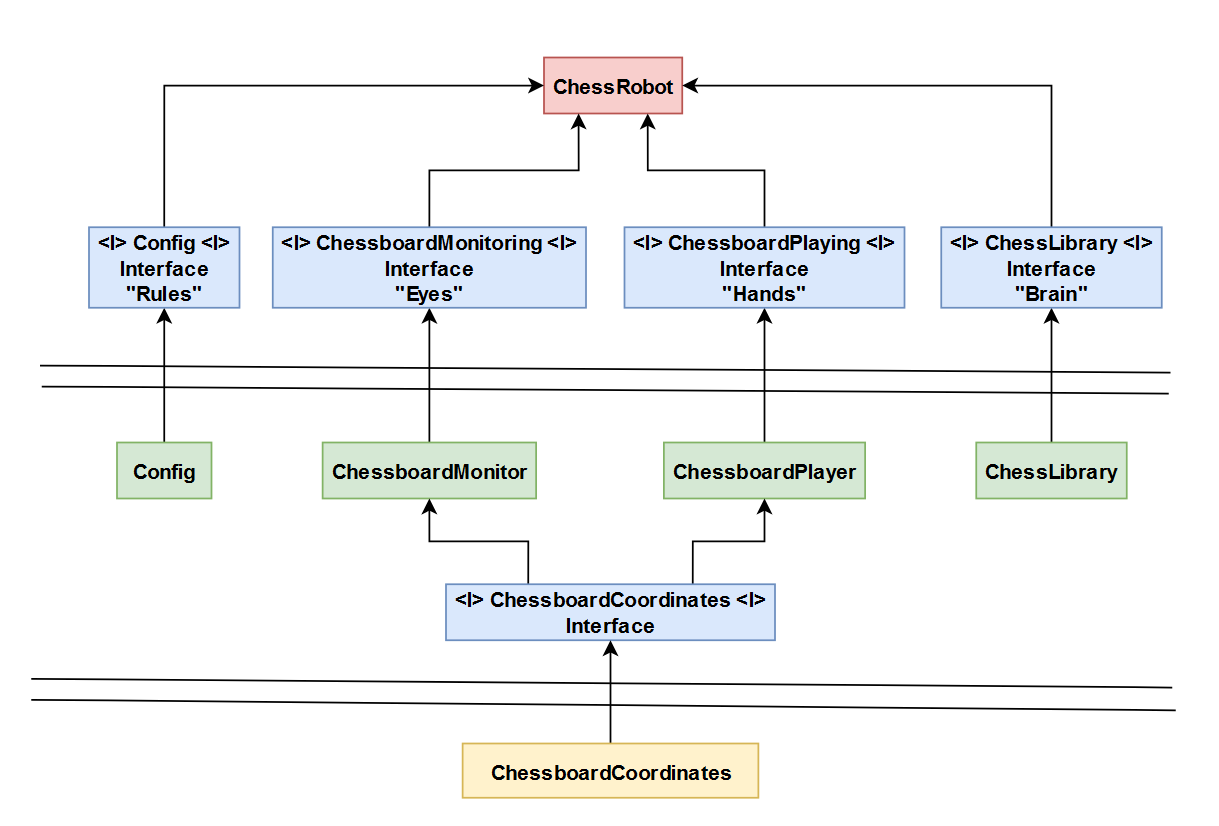 ChessRobot
<I> Config <I>
Interface
"Rules"
<I> ChessboardMonitoring <I>
Interface
"Eyes"
<I> ChessboardPlaying <I>
Interface
"Hands"
<I> ChessLibrary <I>
Interface
"Brain"
Config
ChessboardMonitor
ChessboardPlayer
ChessLibrary
<I> ChessboardCoordinates <I>
Interface
ChessboardCoordinates